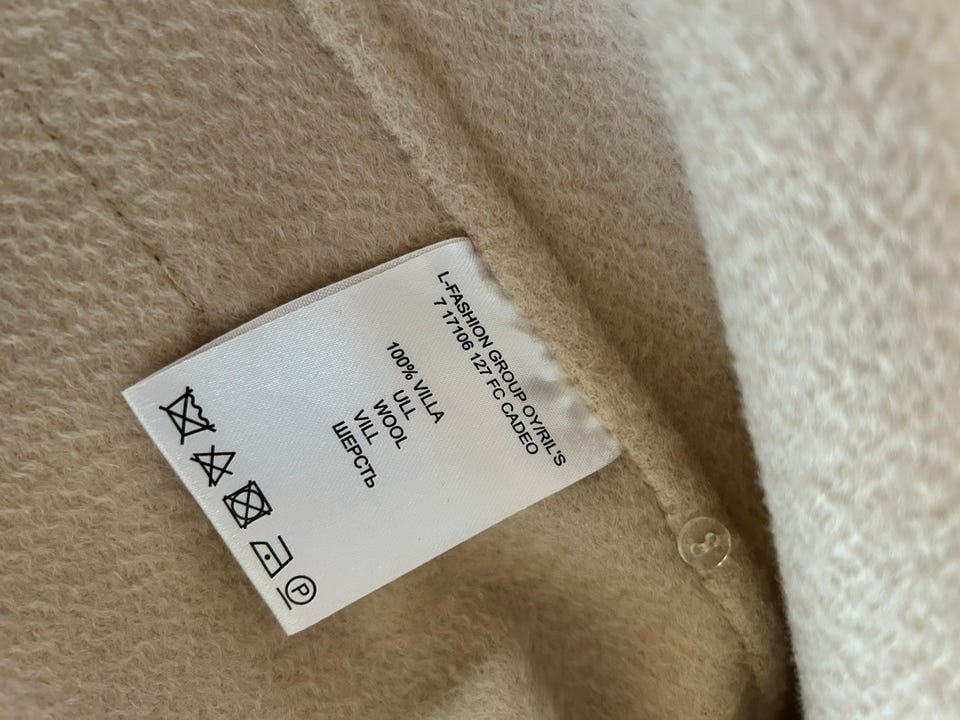 L-FASHION GROUP OY/RIL'S
7 17106 127 FC CADEO
100% VILLA
ULL
WOOL
VILL
ШЕРСТЬ
P